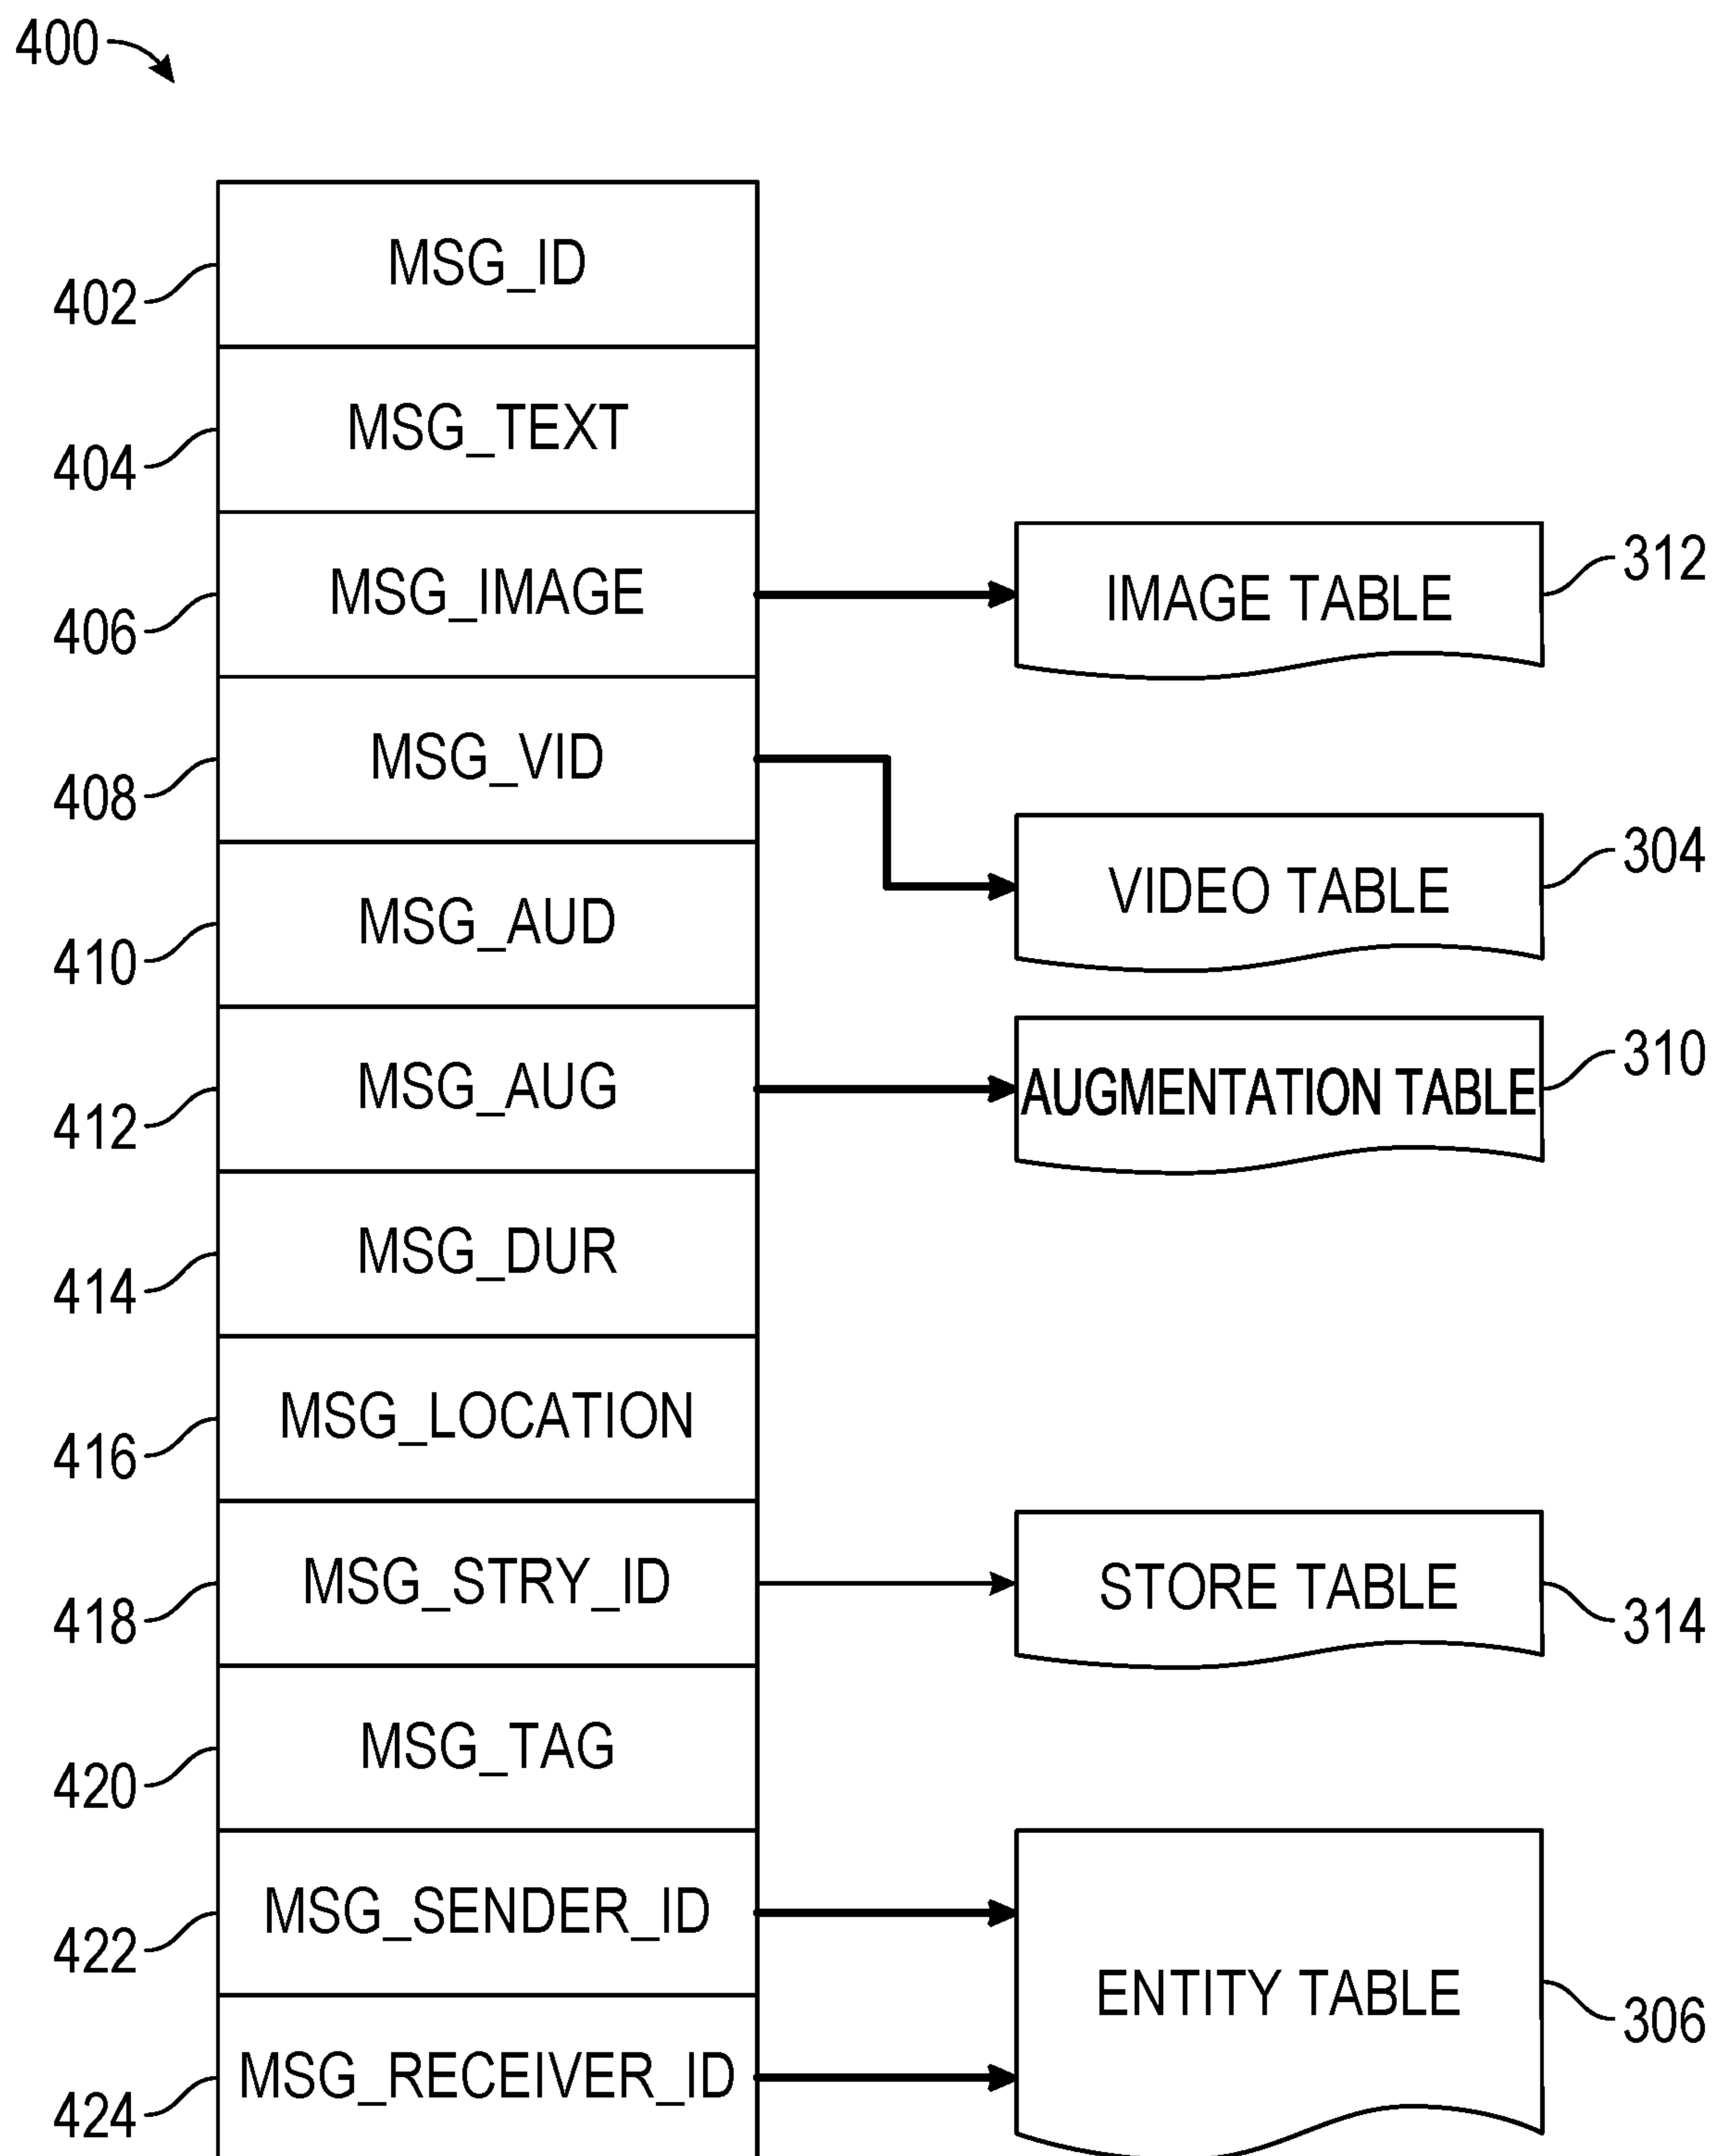 400
402 MSG_ID
404 MSG_TEXT
406 MSG_IMAGE IMAGE TABLE 312
408 MSG_VID VIDEO TABLE 304
410 MSG_AUD
412 MSG_AUG AUGMENTATION TABLE 310
414 MSG_DUR
416 MSG_LOCATION
418 MSG_STRY_ID STORE TABLE 314
420 MSG_TAG
422 MSG_SENDER_ID ENTITY TABLE 306
424 MSG_RECEIVER_ID